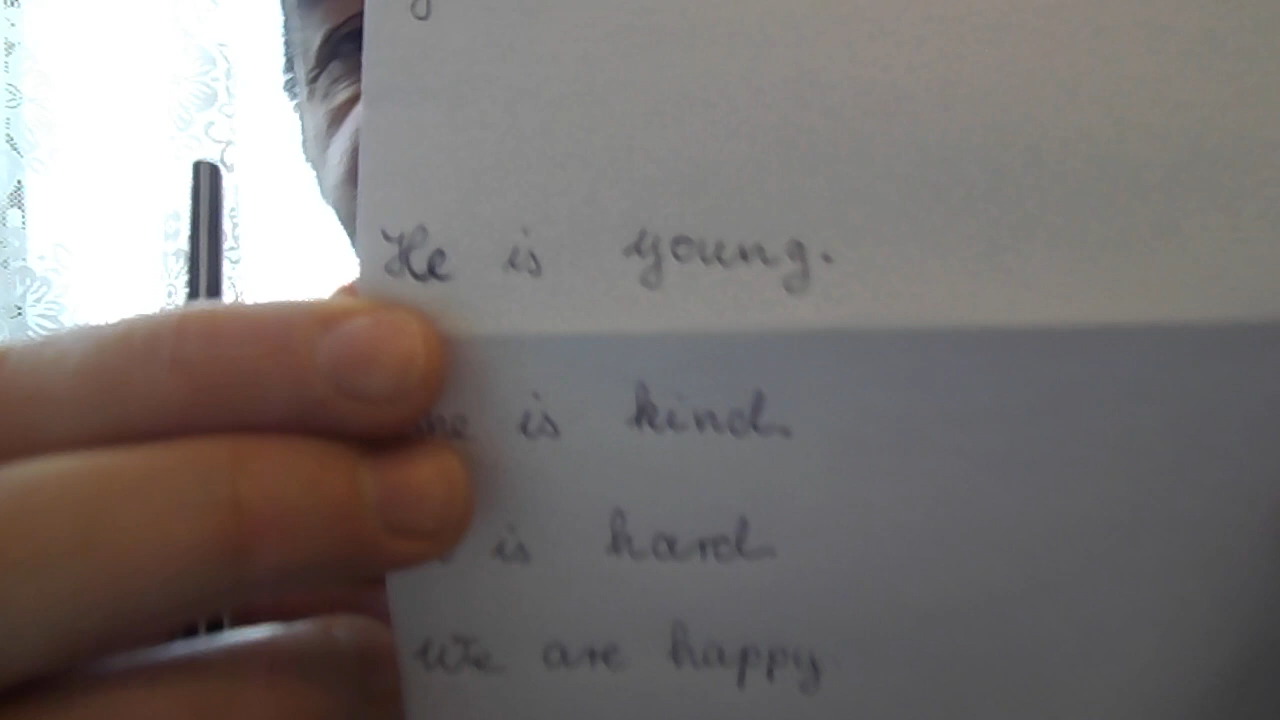 He is young.
is kind.
is hard.
We are happy.